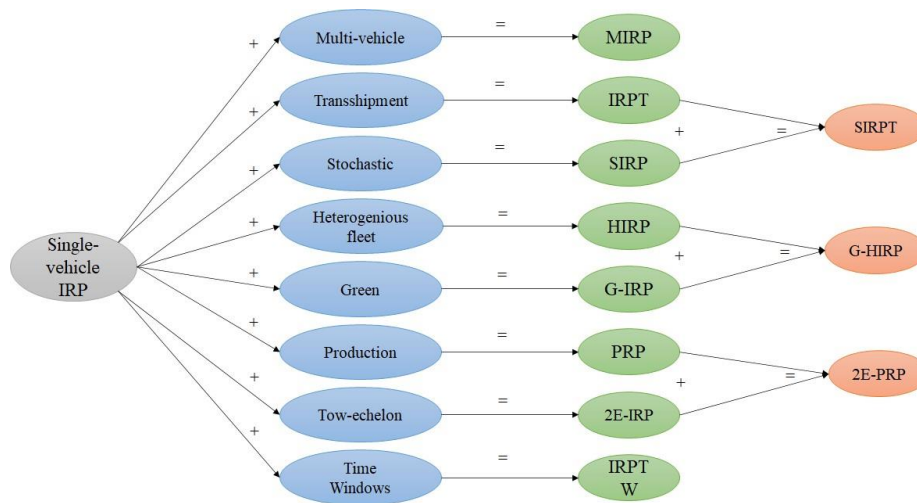 + Multi-vehicle = MIRP
+ Transshipment = IRPT
+ = SIRPT
+ Stochastic = SIRP
+ Heterogenious
fleet = HIRP
Single-
vehicle
IRP
+ = G-HIRP
+ Green = G-IRP
+ Production = PRP
+ = 2E-PRP
+ Tow-echelon = 2E-IRP
+ Time
Windows = IRPT
W